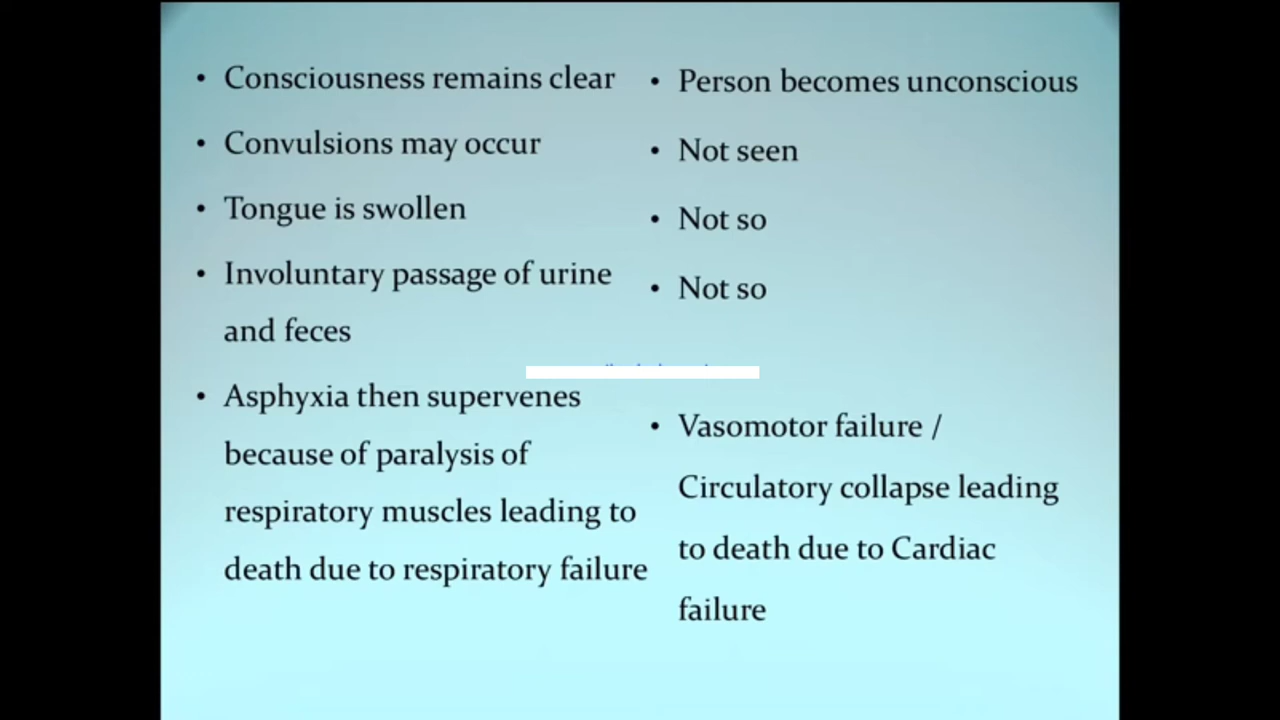 • Consciousness remains clear
• Convulsions may occur
• Tongue is swollen
• Involuntary passage of urine
and feces
• Asphyxia then supervenes
because of paralysis of
respiratory muscles leading to
death due to respiratory failure
• Person becomes unconscious
• Not seen
• Not so
• Not so
• Vasomotor failure /
Circulatory collapse leading
to death due to Cardiac
failure